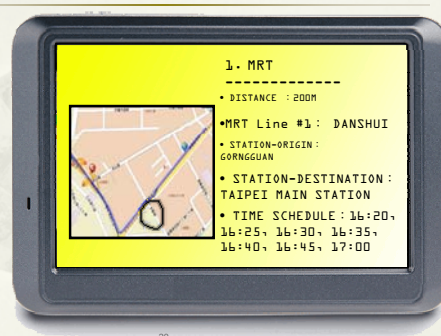 1. MRT
-------------
• DISTANCE : 200M
•MRT Line #1: DANSHUI
• STATION-ORIGIN:
GORNGGUAN
• STATION-DESTINATION:
TAIPEI MAIN STATION
• TIME SCHEDULE:16:20,
16:25, 16:30, 16:35,
16:40, 16:45, 17:00